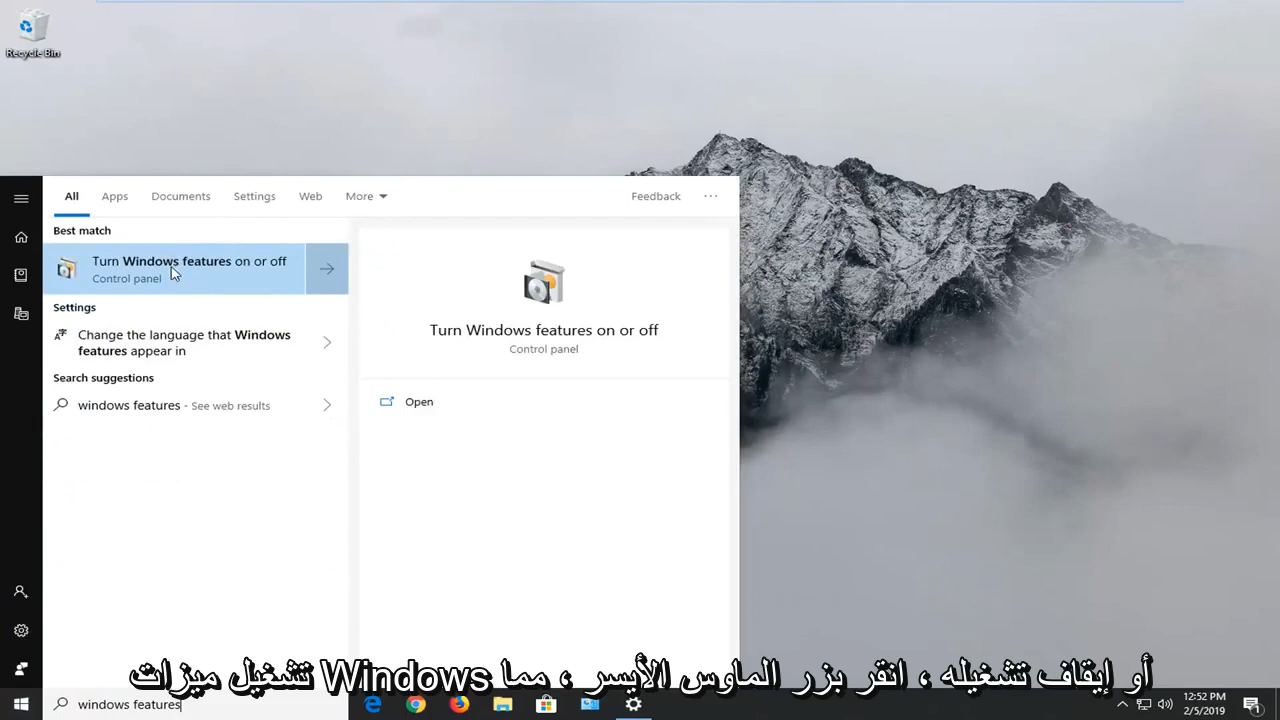 Recycle Bin
All Apps Documents Settings Web More Feedback ...
Best match
Turn Windows features on or off
Control panel
Settings
Change the language that Windows
features appear in
Search suggestions
windows features - See web results
Turn Windows features on or off
Control panel
Open
أو إيقاف تشغيله ، انقر بزر الماوس الأيسر ، مما Windows تشغيل ميزات
windows features
12:52 PM
2/5/2019
1